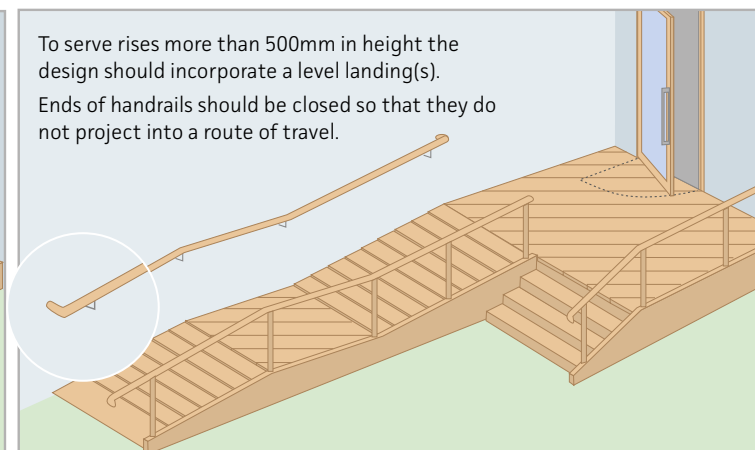 To serve rises more than 500mm in height the
design should incorporate a level landing(s).
Ends of handrails should be closed so that they do
not project into a route of travel.